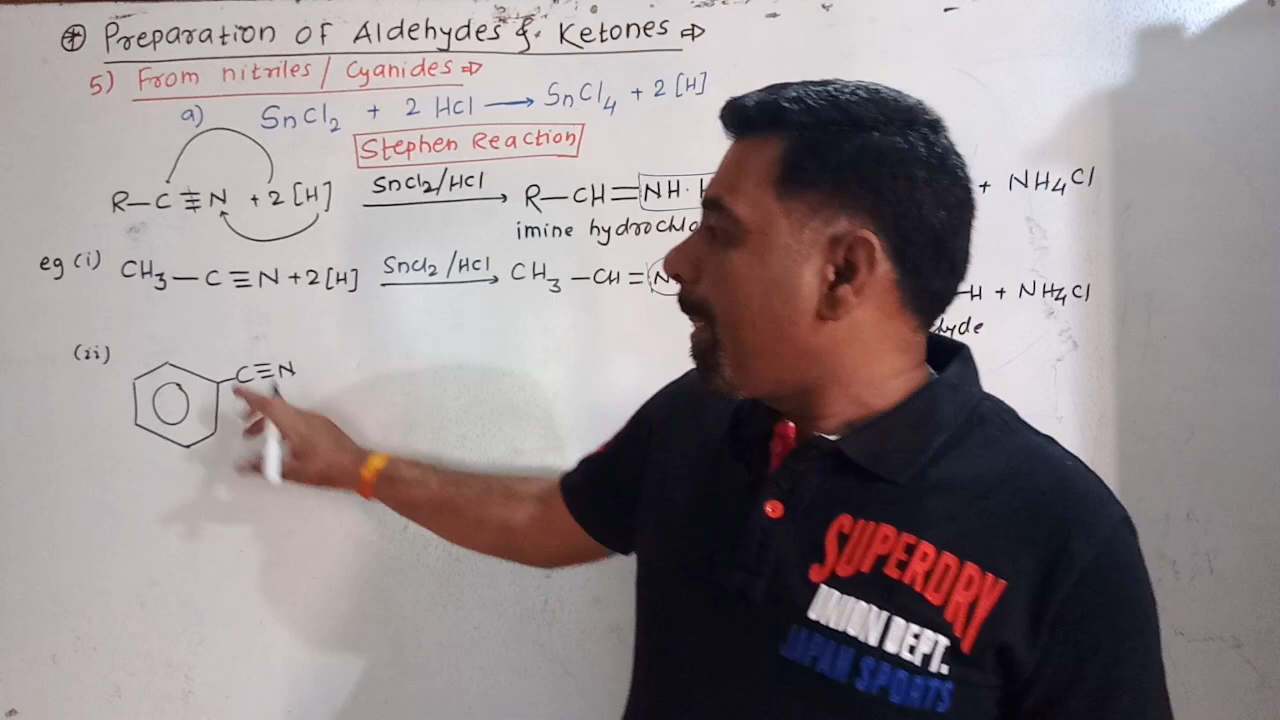 ⊕ Preparation of Aldehydes & Ketones ⇒
5) From nitriles / Cyanides ⇒
a) SnCl2 + 2 HCl ⟶ SnCl4 + 2 [H]
Stephen Reaction
R—C≡N + 2 [H] SnCl2/HCl ⟶ R—CH=NH· + NH4Cl
imine
eg (i) CH3—C≡N + 2 [H] SnCl2/HCl ⟶ CH3—CH=N —H + NH4Cl
(ii) C≡N
SUPERDRY
UNION DEPT.
JAPAN SPORTS